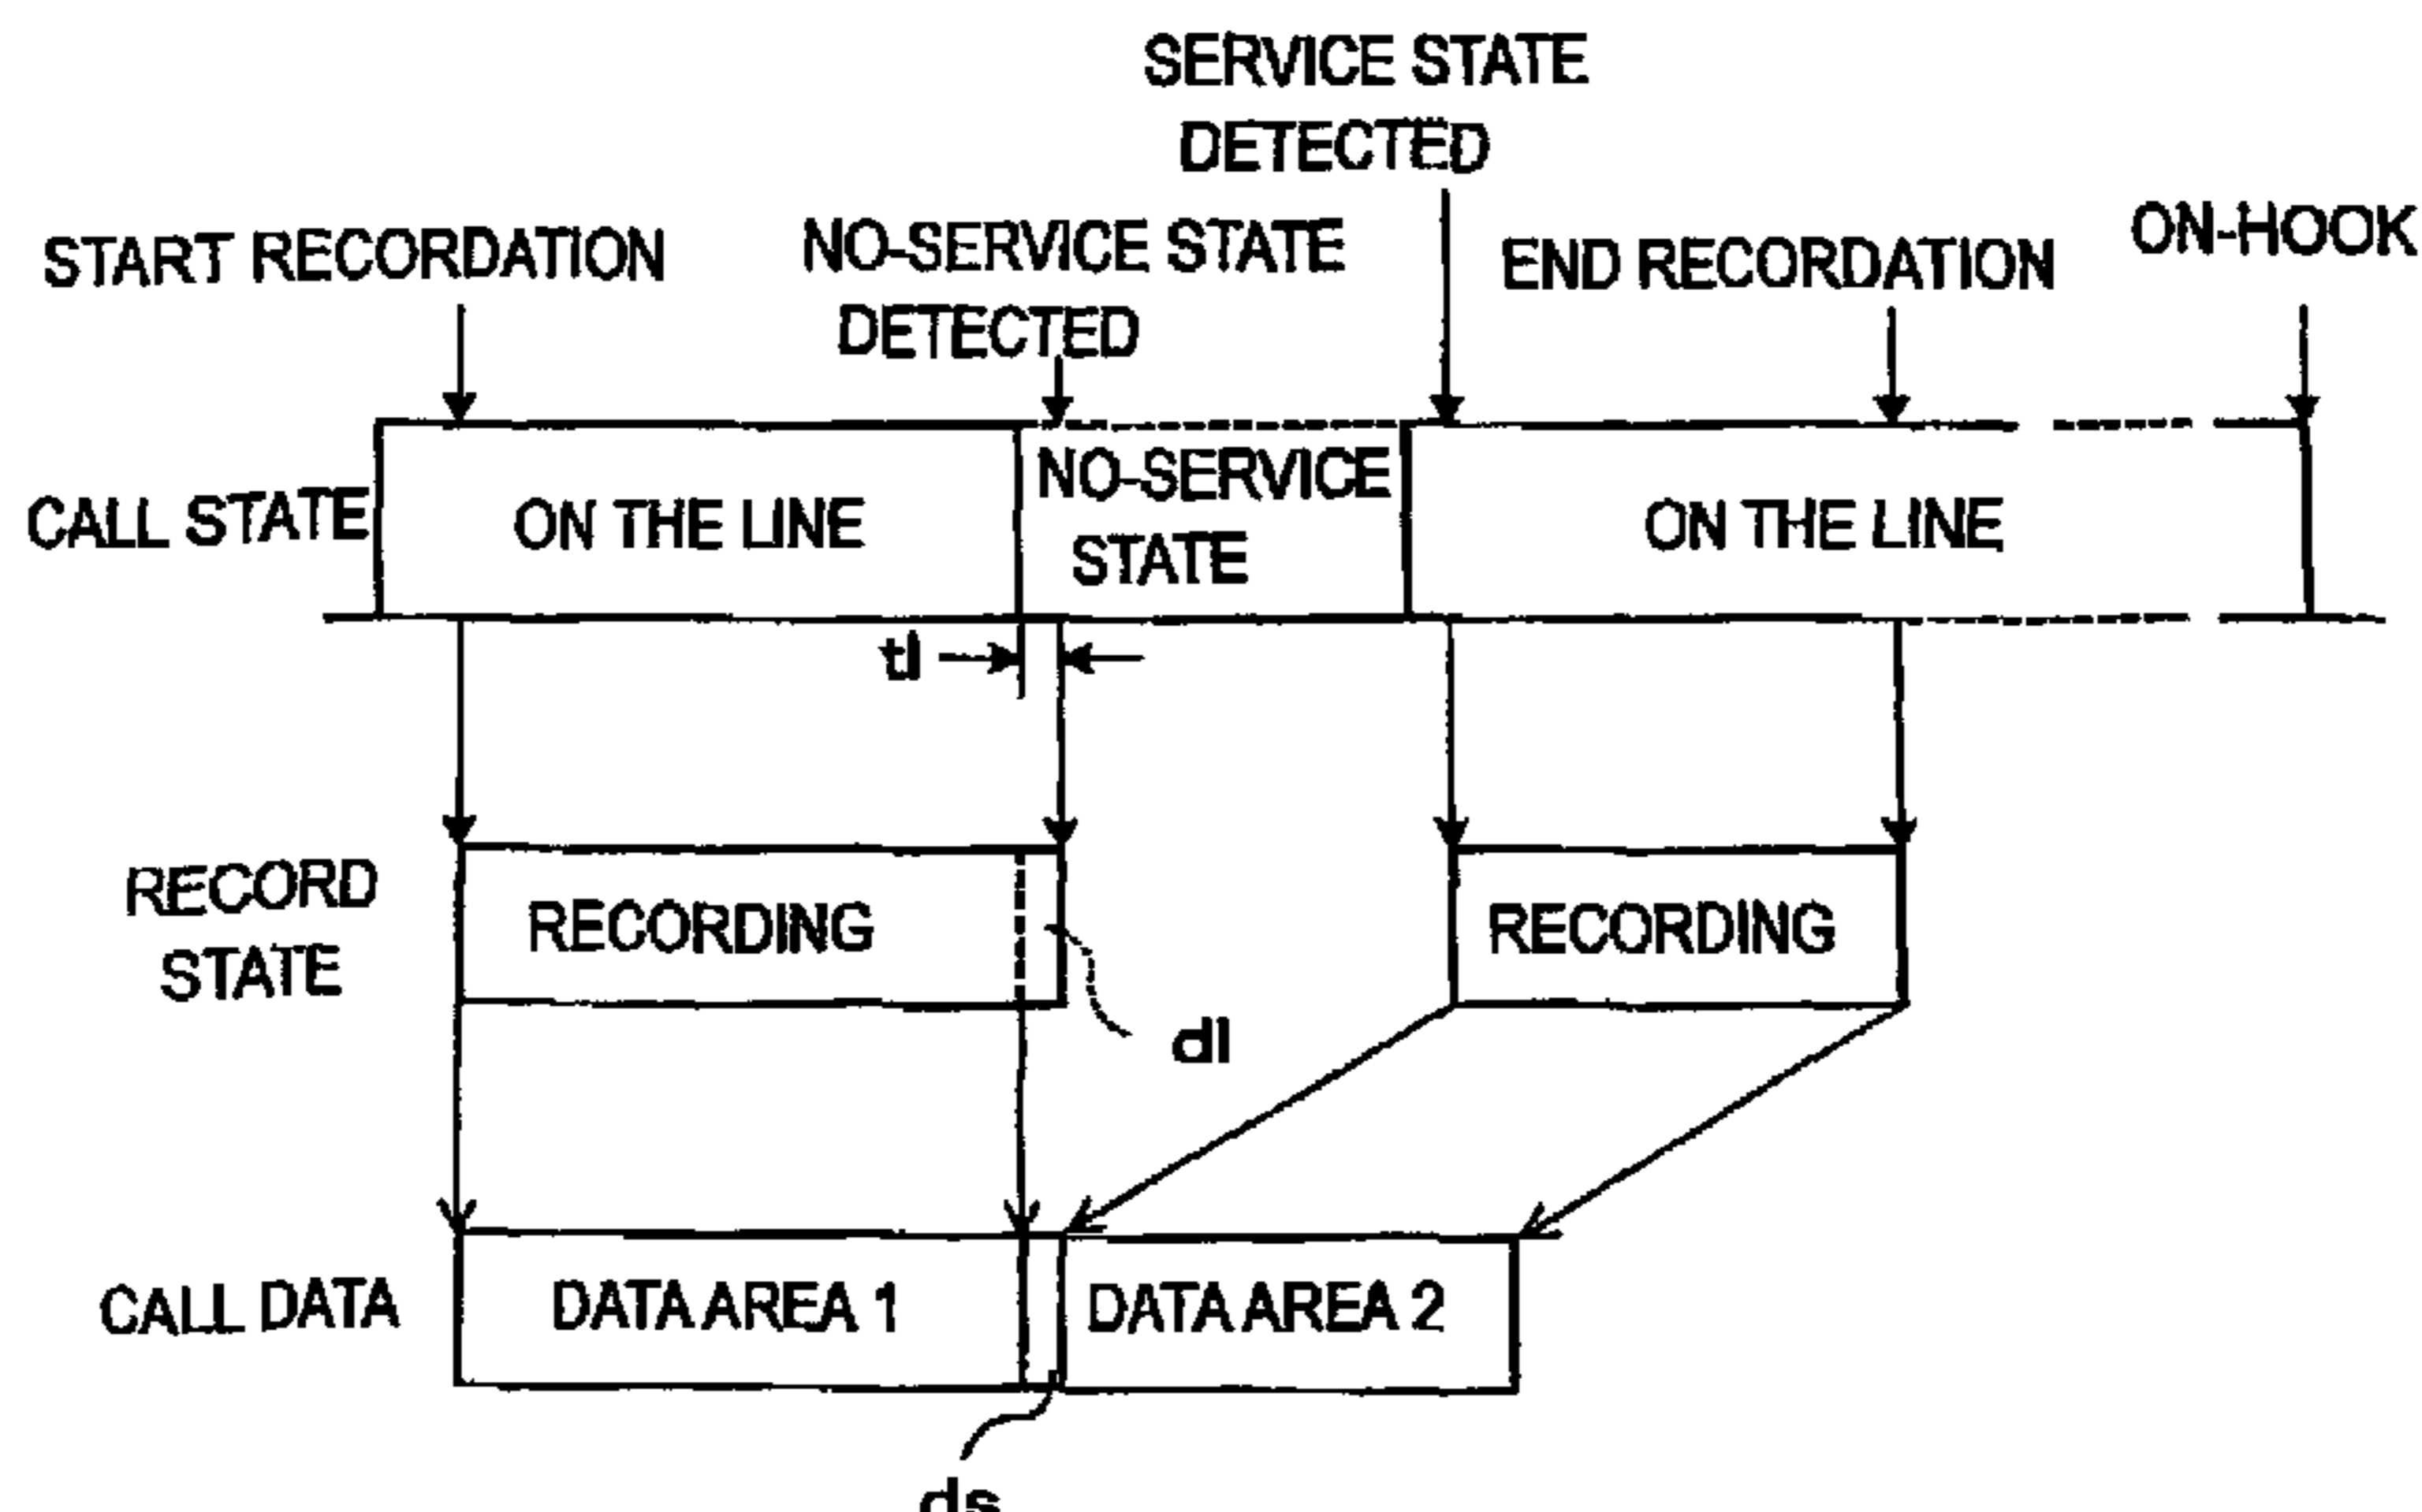 SERVICE STATE
DETECTED
START RECORDATION
NO-SERVICE STATE
DETECTED
END RECORDATION
ON-HOOK
CALL STATE
ON THE LINE
NO-SERVICE
STATE
ON THE LINE
tl
RECORD
STATE
RECORDING
RECORDING
dl
CALL DATA
DATA AREA 1
DATA AREA 2
ds